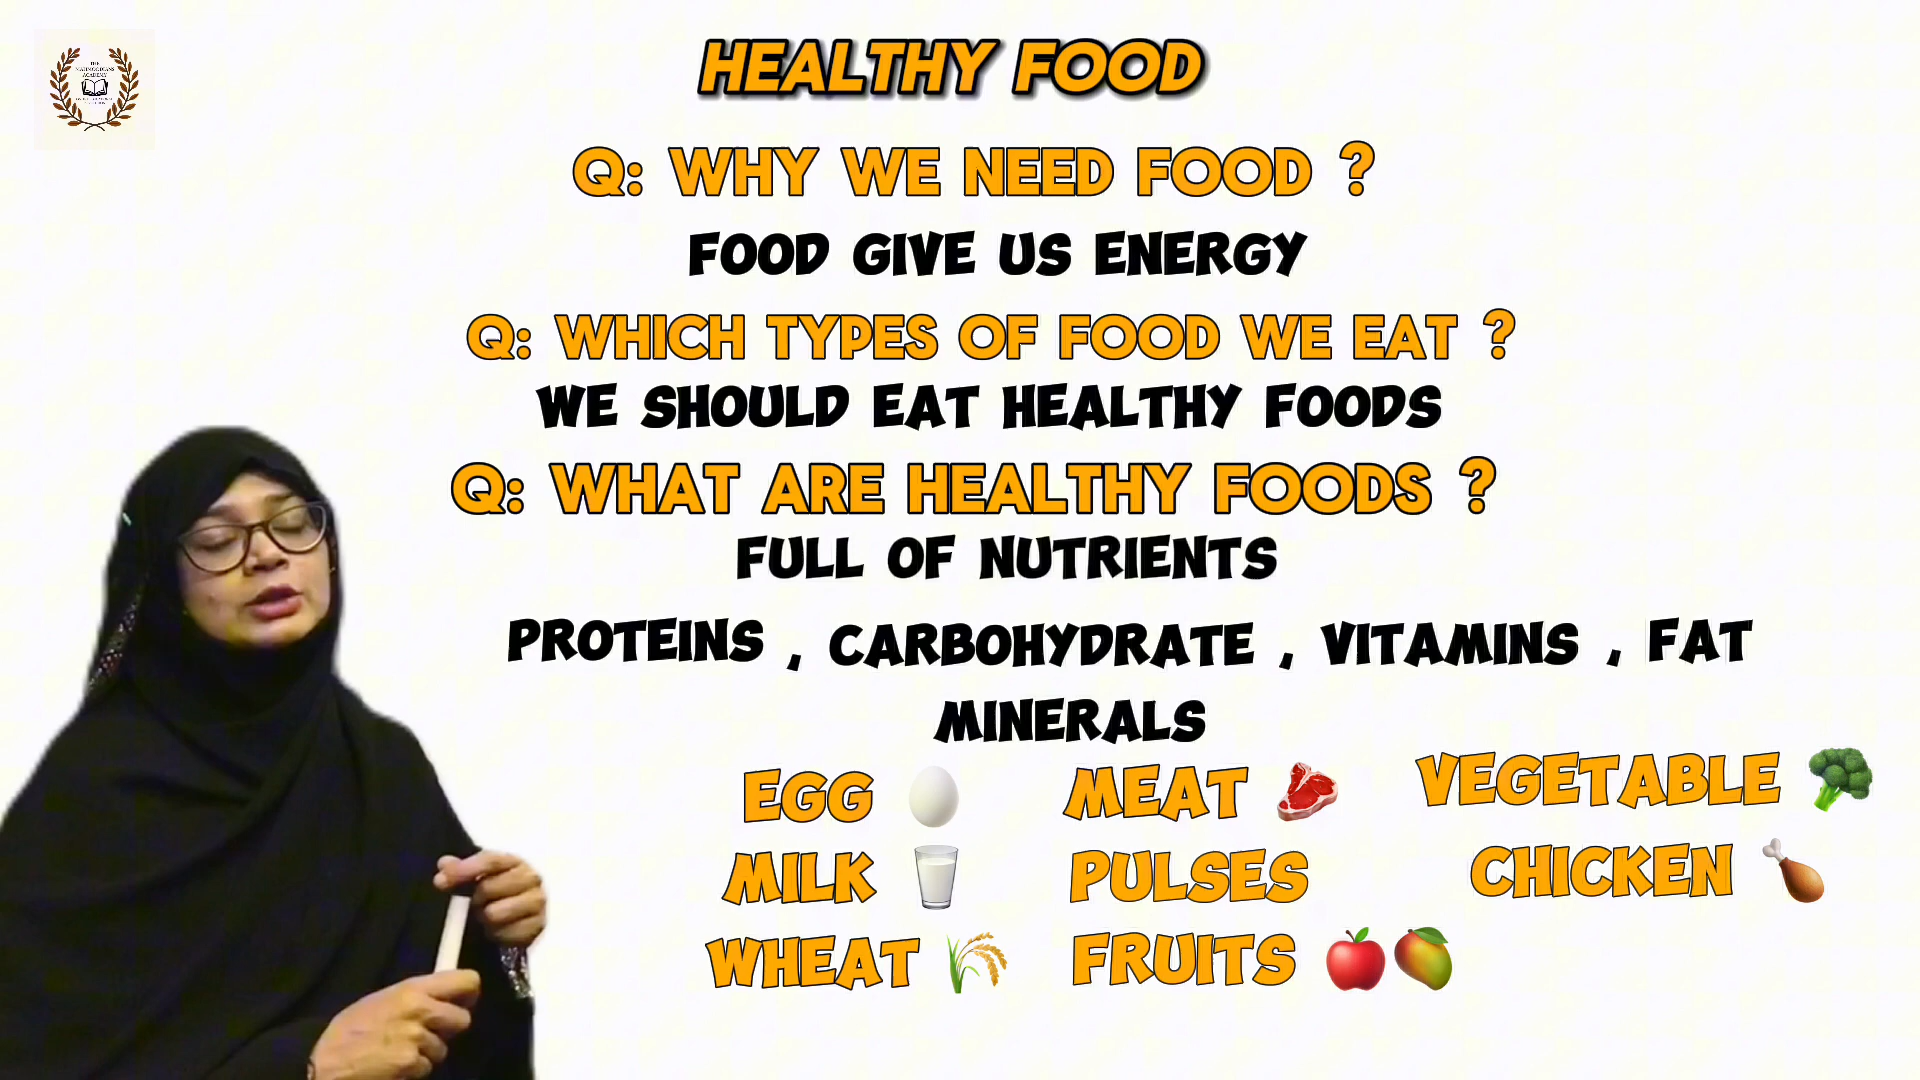 THE
ACADEMY
HEALTHY FOOD
Q: WHY WE NEED FOOD ?
FOOD GIVE US ENERGY
Q: WHICH TYPES OF FOOD WE EAT ?
WE SHOULD EAT HEALTHY FOODS
Q: WHAT ARE HEALTHY FOODS ?
FULL OF NUTRIENTS
PROTEINS , CARBOHYDRATE , VITAMINS , FAT
MINERALS
EGG MEAT VEGETABLE
MILK PULSES CHICKEN
WHEAT FRUITS